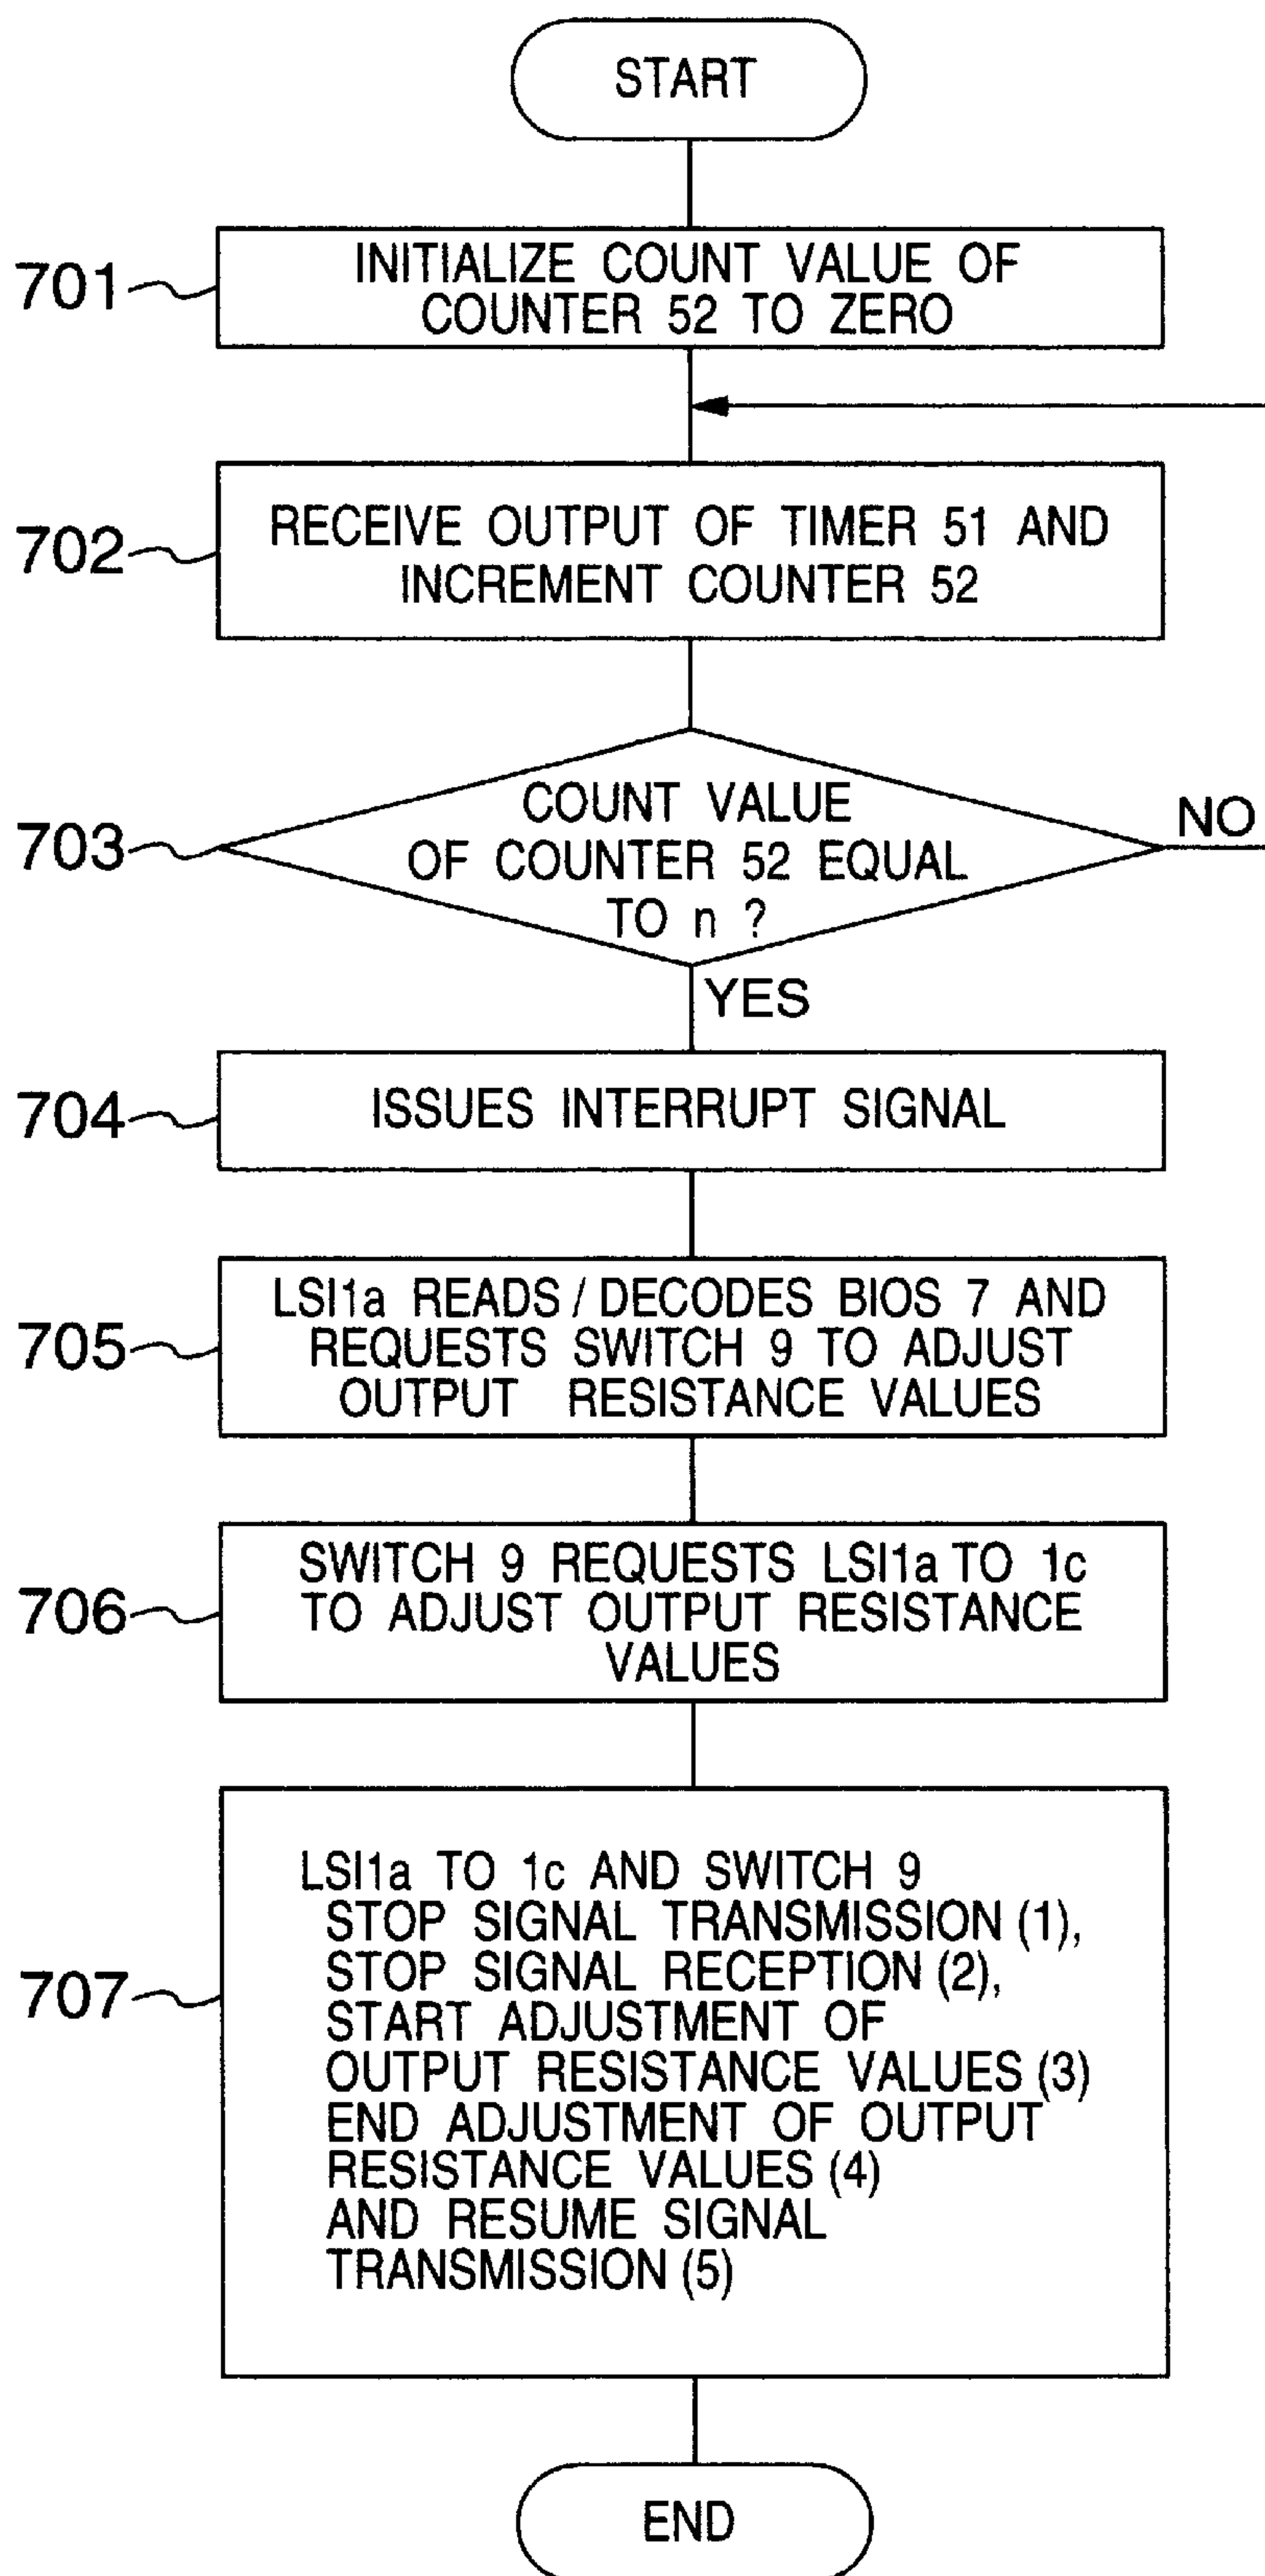 START
701
INITIALIZE COUNT VALUE OF
COUNTER 52 TO ZERO
702
RECEIVE OUTPUT OF TIMER 51 AND
INCREMENT COUNTER 52
703
COUNT VALUE
OF COUNTER 52 EQUAL
TO n ?
NO
YES
704
ISSUES INTERRUPT SIGNAL
705
LSI1a READS / DECODES BIOS 7 AND
REQUESTS SWITCH 9 TO ADJUST
OUTPUT RESISTANCE VALUES
706
SWITCH 9 REQUESTS LSI1a TO 1c
TO ADJUST OUTPUT RESISTANCE
VALUES
707
LSI1a TO 1c AND SWITCH 9
STOP SIGNAL TRANSMISSION (1),
STOP SIGNAL RECEPTION (2),
START ADJUSTMENT OF
OUTPUT RESISTANCE VALUES (3)
END ADJUSTMENT OF OUTPUT
RESISTANCE VALUES (4)
AND RESUME SIGNAL
TRANSMISSION (5)
END